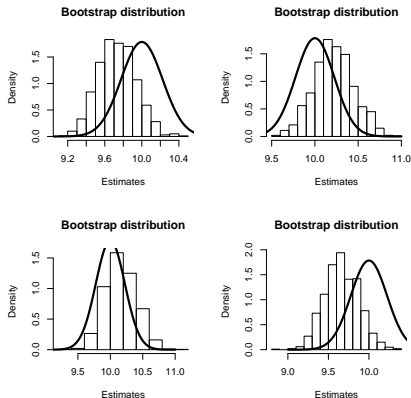 Bootstrap distribution
Density
0.0 0.5 1.0 1.5
9.2 9.6 10.0 10.4
Estimates
Bootstrap distribution
Density
0.0 0.5 1.0 1.5
9.5 10.0 10.5 11.0
Estimates
Bootstrap distribution
Density
0.0 0.5 1.0 1.5
9.5 10.0 10.5 11.0
Estimates
Bootstrap distribution
Density
0.0 0.5 1.0 1.5 2.0
9.0 9.5 10.0
Estimates